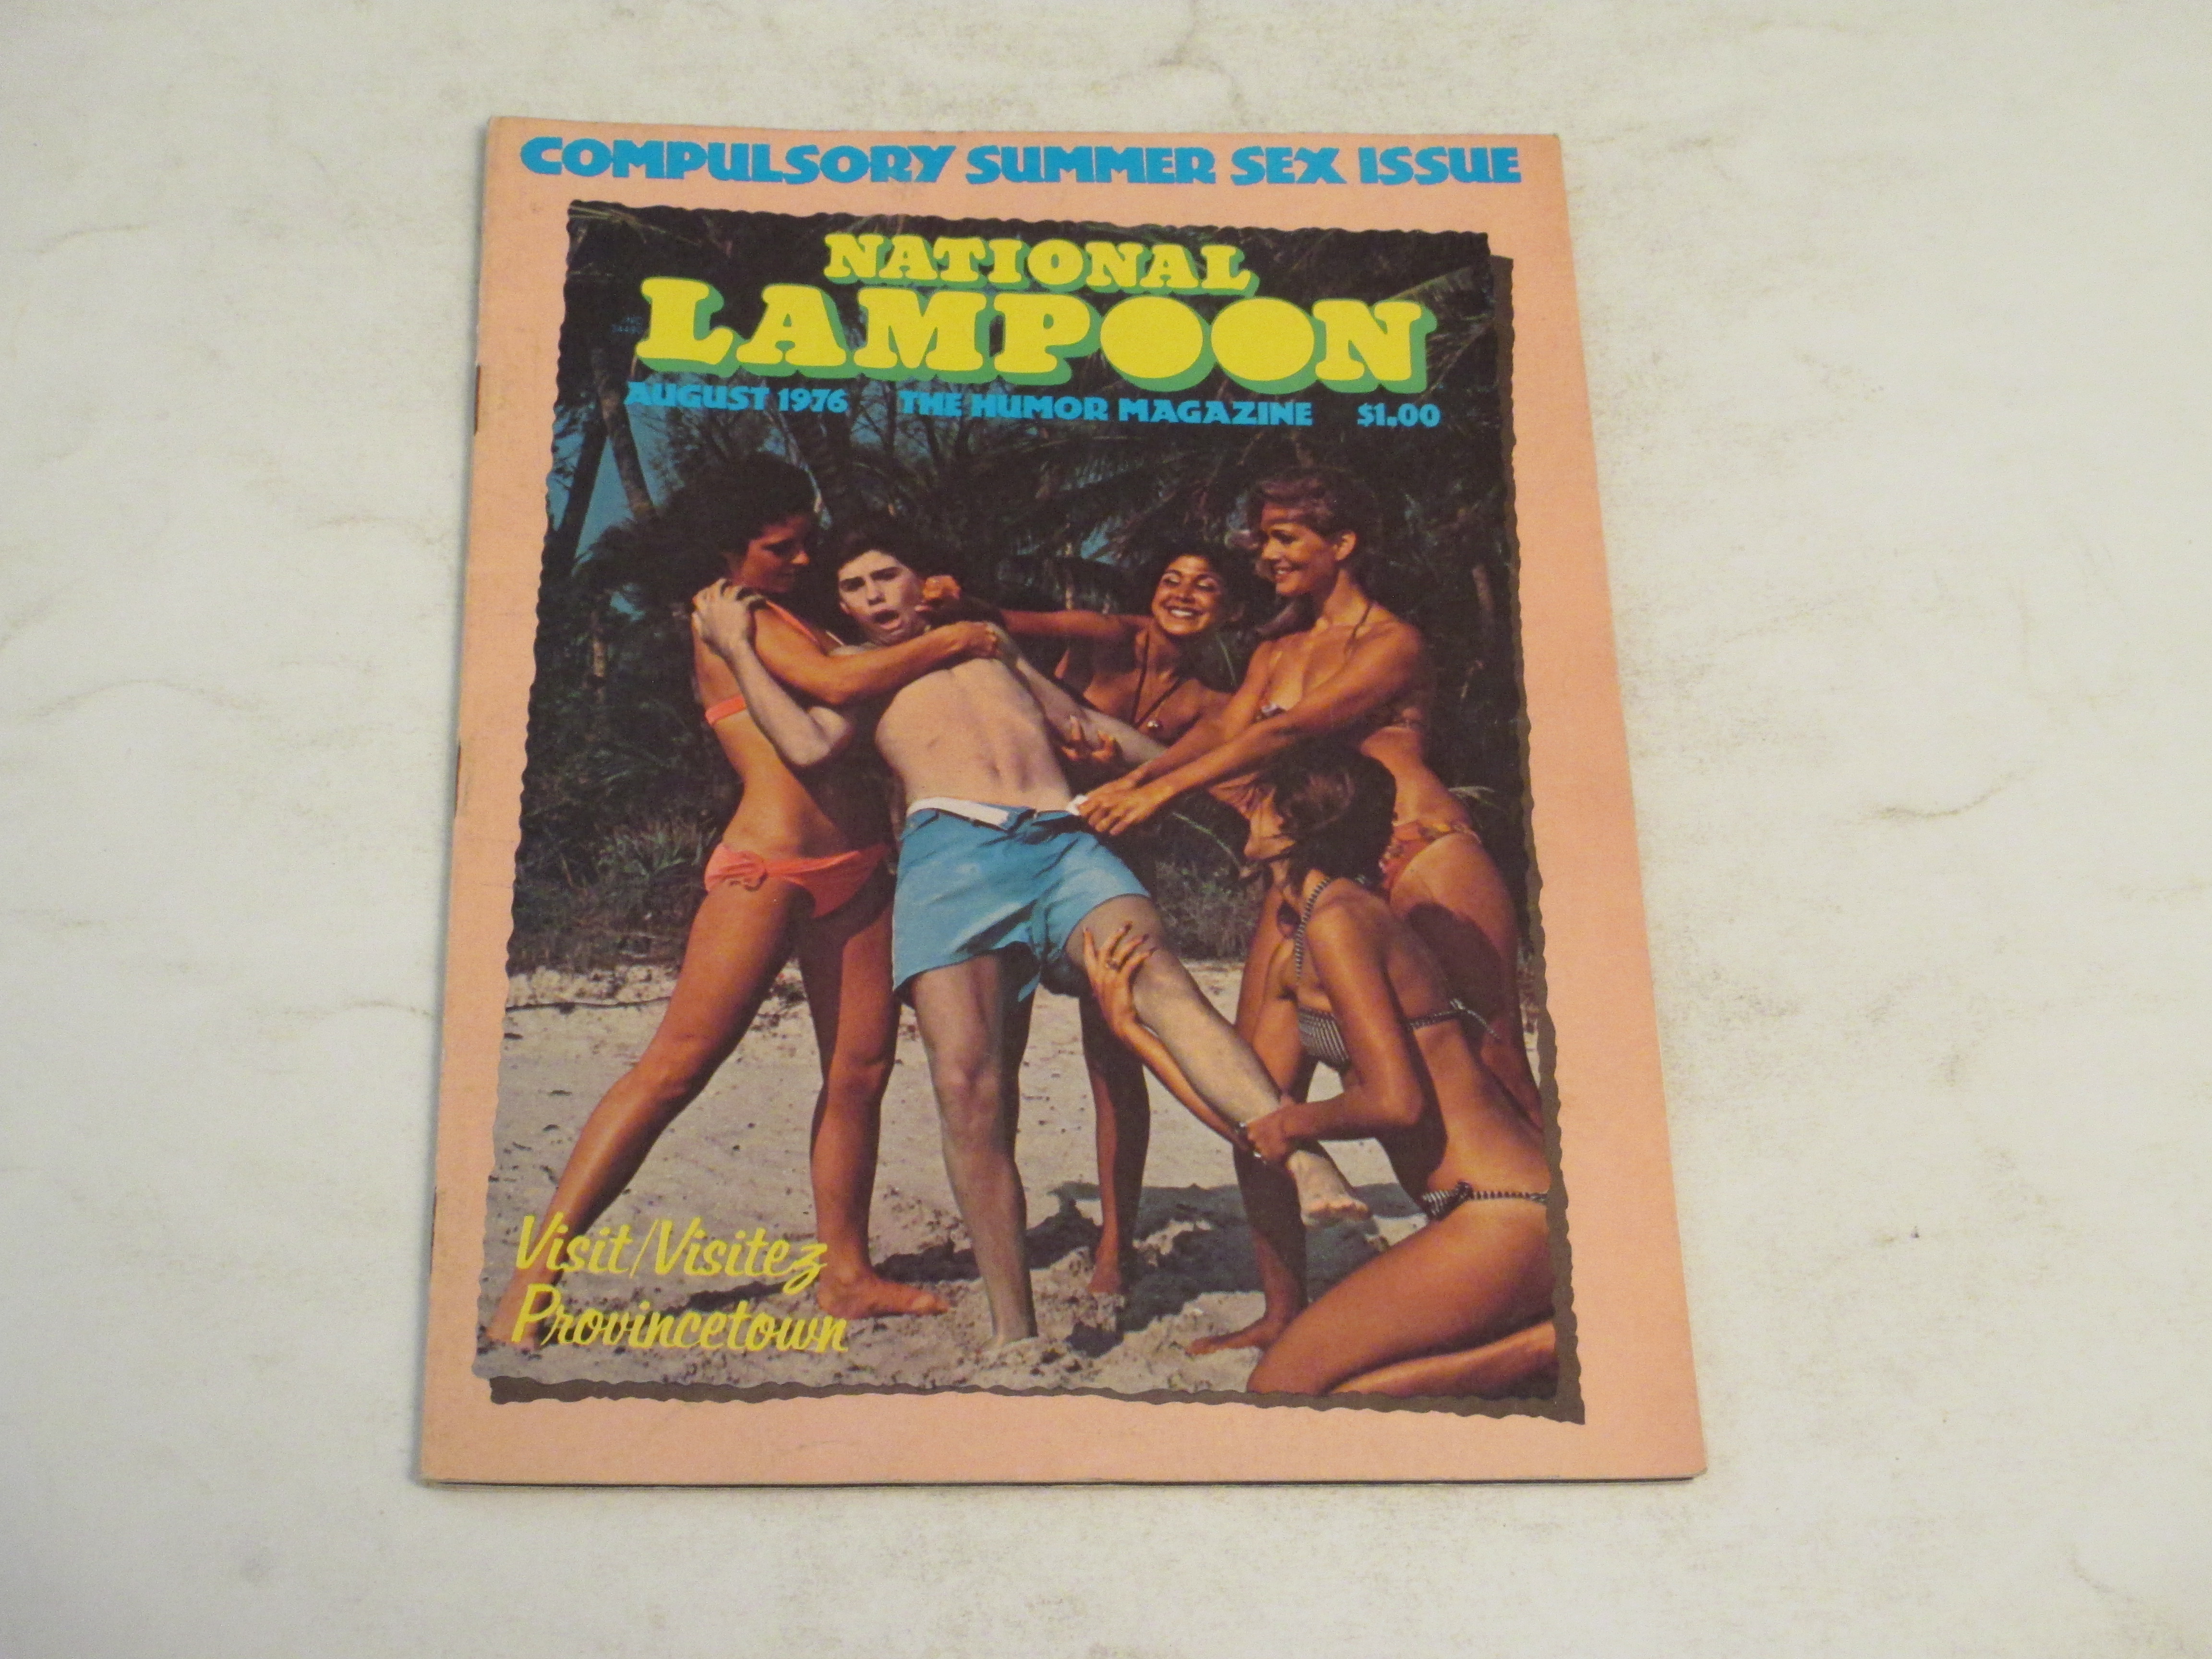 COMPULSORY SUMMER SEX ISSUE
NATIONAL
LAMPOON
AUGUST 1976 THE HUMOR MAGAZINE $1.00
Visit/Visitez
Provincetown